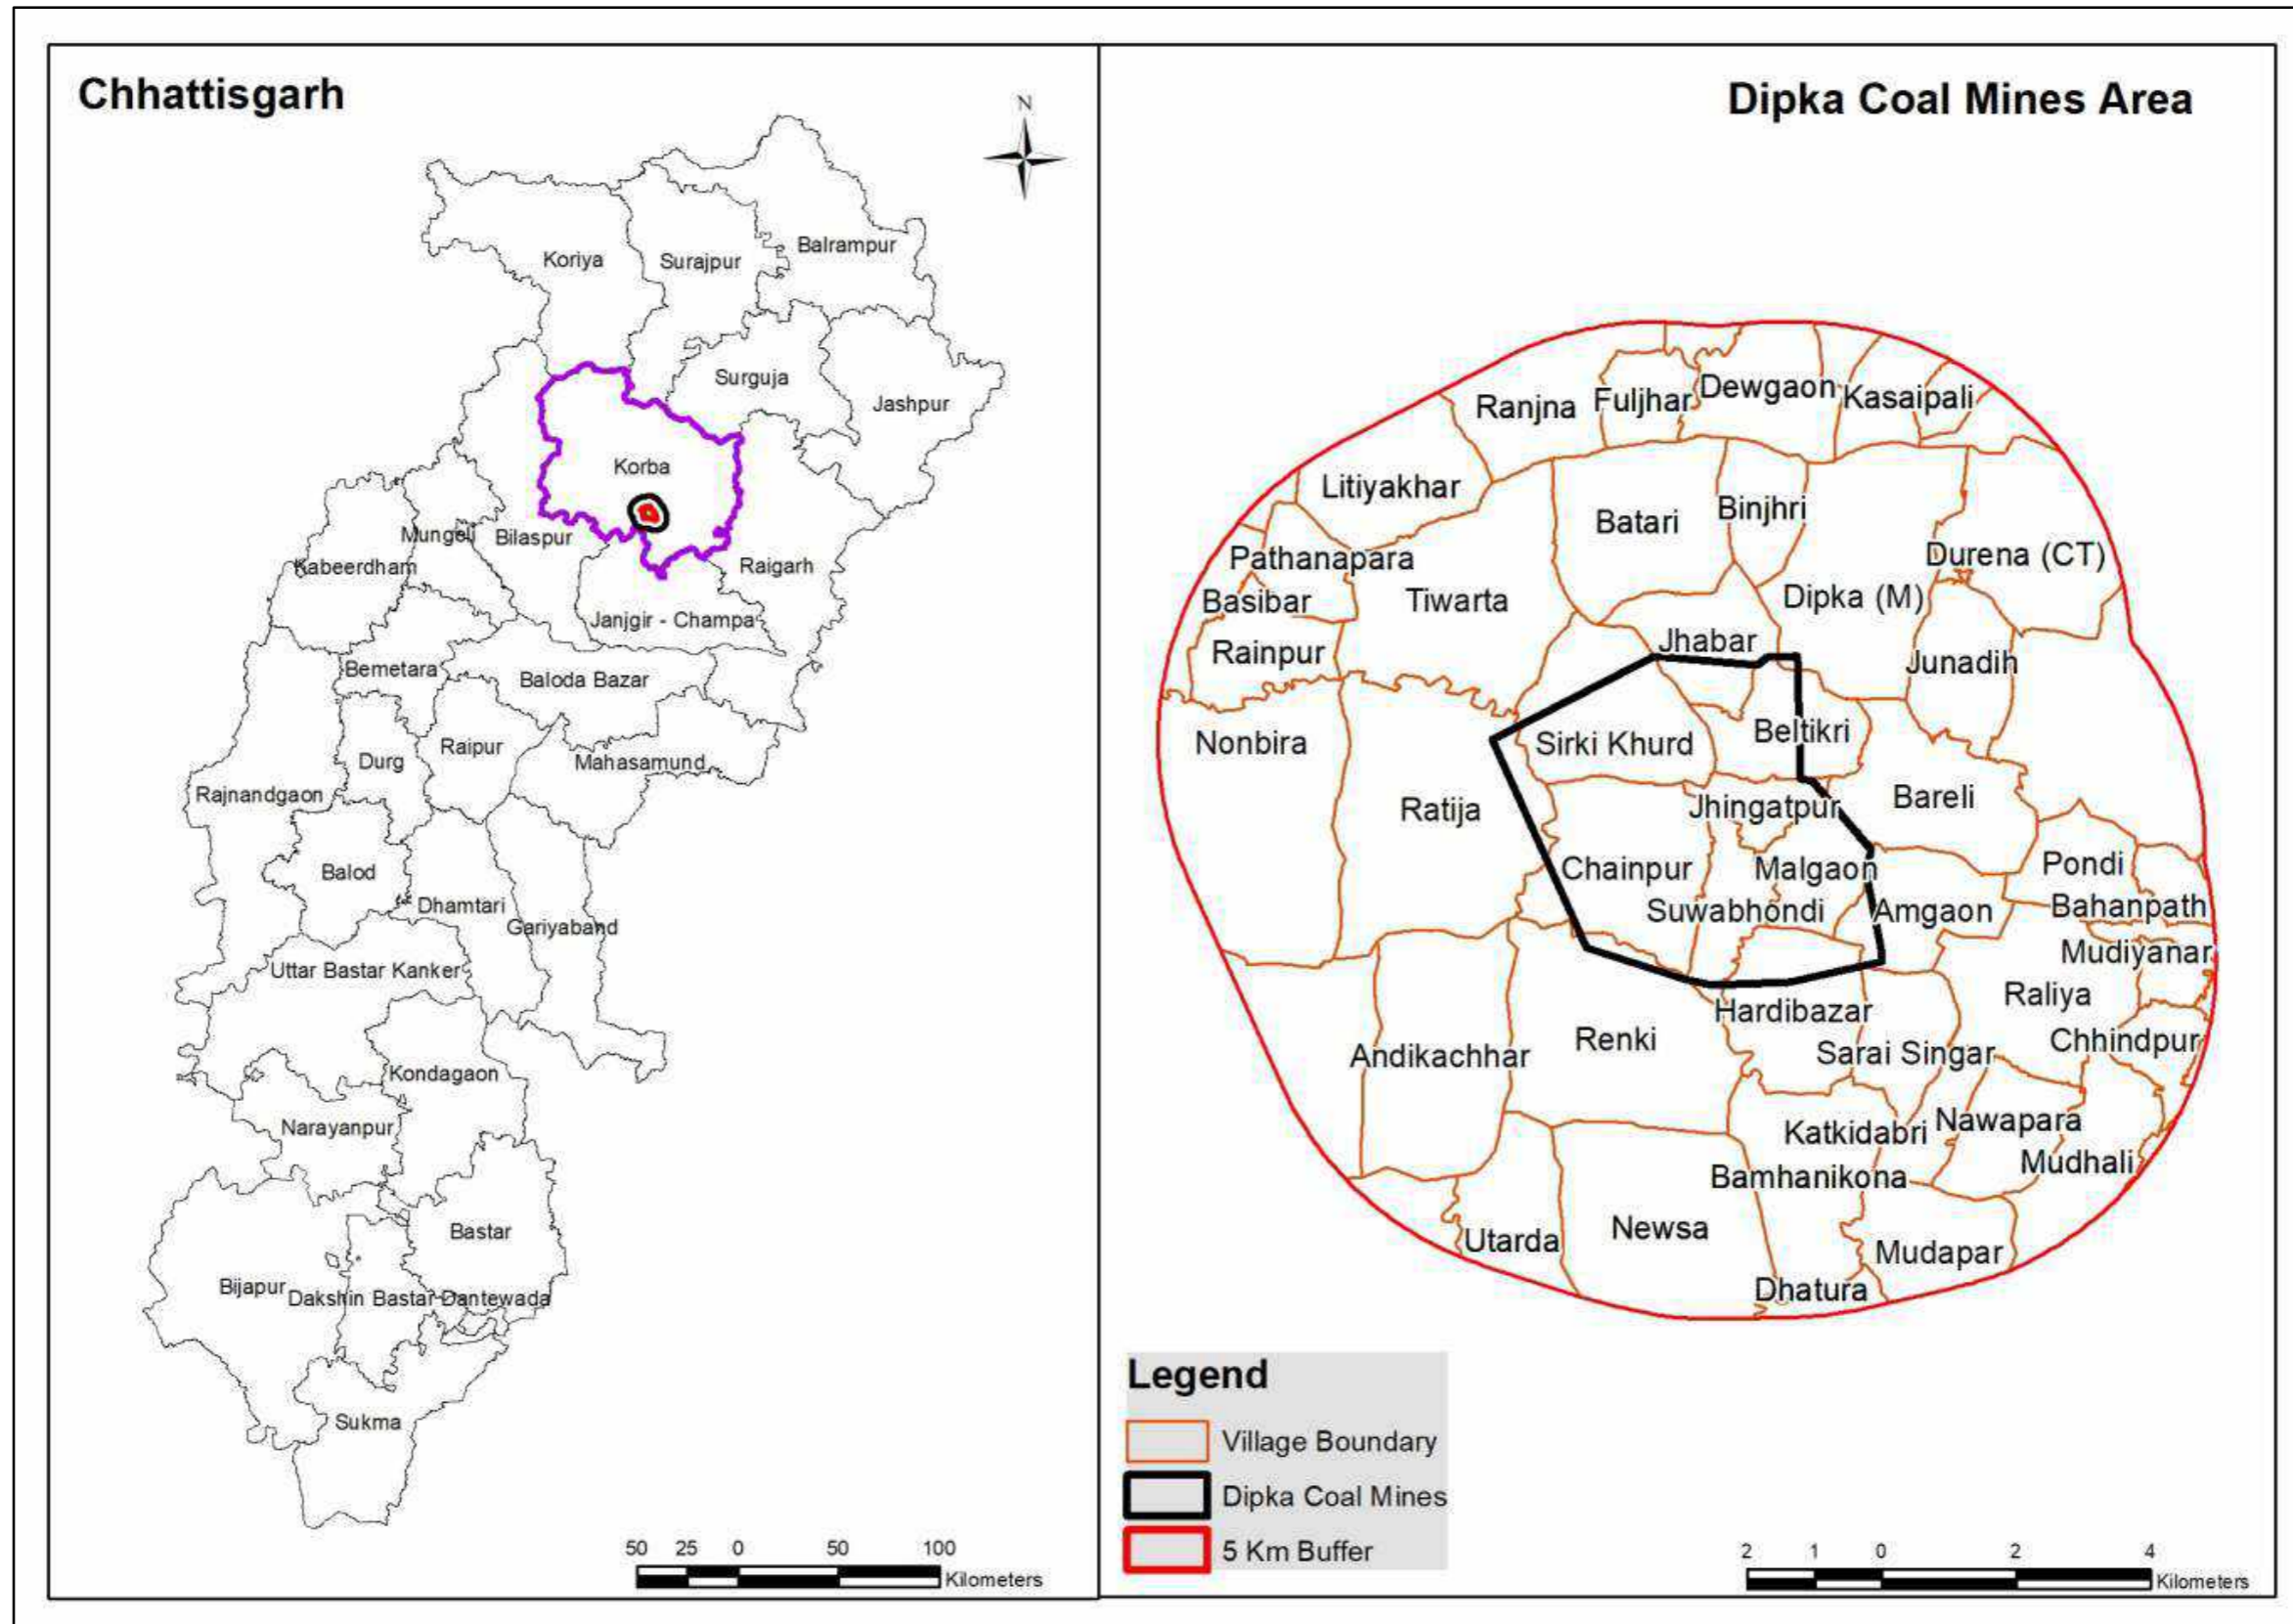 Chhattisgarh
N
Koriya
Surajpur
Balrampur
Surguja
Jashpur
Korba
Mungeli
Bilaspur
Kabeerdham
Raigarh
Janjgir - Champa
Bemetara
Baloda Bazar
Durg
Raipur
Mahasamund
Rajnandgaon
Balod
Dhamtari
Gariyaband
Uttar Bastar Kanker
Kondagaon
Narayanpur
Bastar
Bijapur
Dakshin Bastar Dantewada
Sukma
50 25 0 50 100
Kilometers
Dipka Coal Mines Area
Ranjna
Fuljhar
Dewgaon
Kasaipali
Litiyakhar
Batari
Binjhri
Durena (CT)
Pathanapara
Basibar
Tiwarta
Dipka (M)
Rainpur
Jhabar
Junadih
Nonbira
Sirki Khurd
Beltikri
Ratija
Jhingatpur
Bareli
Chainpur
Malgaon
Pondi
Suwabhondi
Amgaon
Bahanpath
Mudiyanar
Raliya
Hardibazar
Renki
Andikachhar
Sarai Singar
Chhindpur
Katkidabri
Nawapara
Mudhali
Bamhanikona
Utarda
Newsa
Mudapar
Dhatura
Legend
Village Boundary
Dipka Coal Mines
5 Km Buffer
2 1 0 2 4
Kilometers